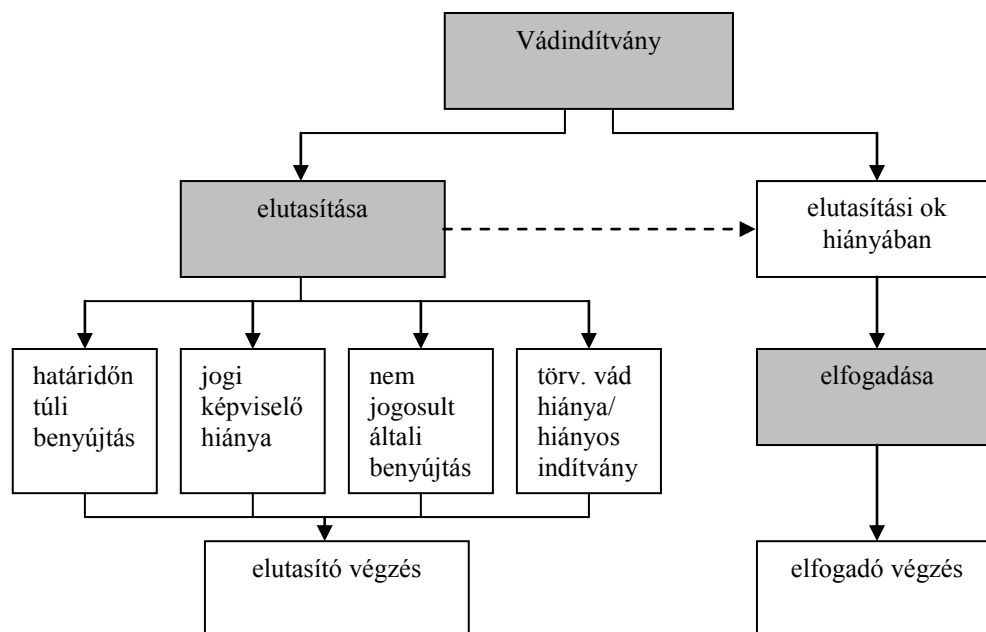 Vádindítvány
elutasítása
elutasítási ok
hiányában
határidőn
túli
benyújtás
jogi
képviselő
hiánya
nem
jogosult
általi
benyújtás
törv. vád
hiánya/
hiányos
indítvány
elfogadása
elutasító végzés
elfogadó végzés